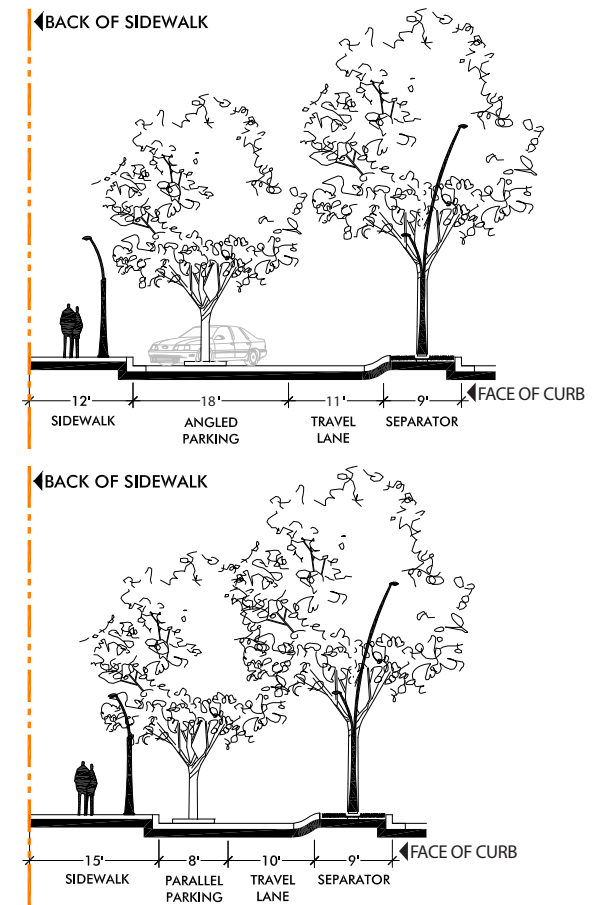 BACK OF SIDEWALK
FACE OF CURB
12' 18' 11' 9'
SIDEWALK ANGLED PARKING TRAVEL LANE SEPARATOR
BACK OF SIDEWALK
FACE OF CURB
15' 8' 10' 9'
SIDEWALK PARALLEL PARKING TRAVEL LANE SEPARATOR